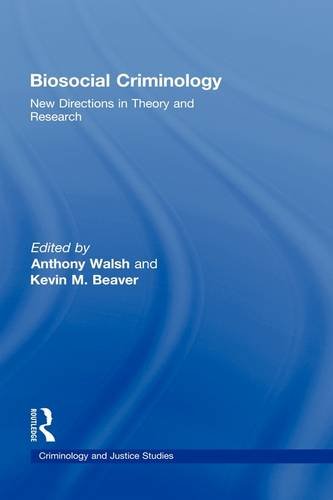 Biosocial Criminology
New Directions in Theory and
Research
Edited by
Anthony Walsh and
Kevin M. Beaver
ROUTLEDGE
Criminology and Justice Studies